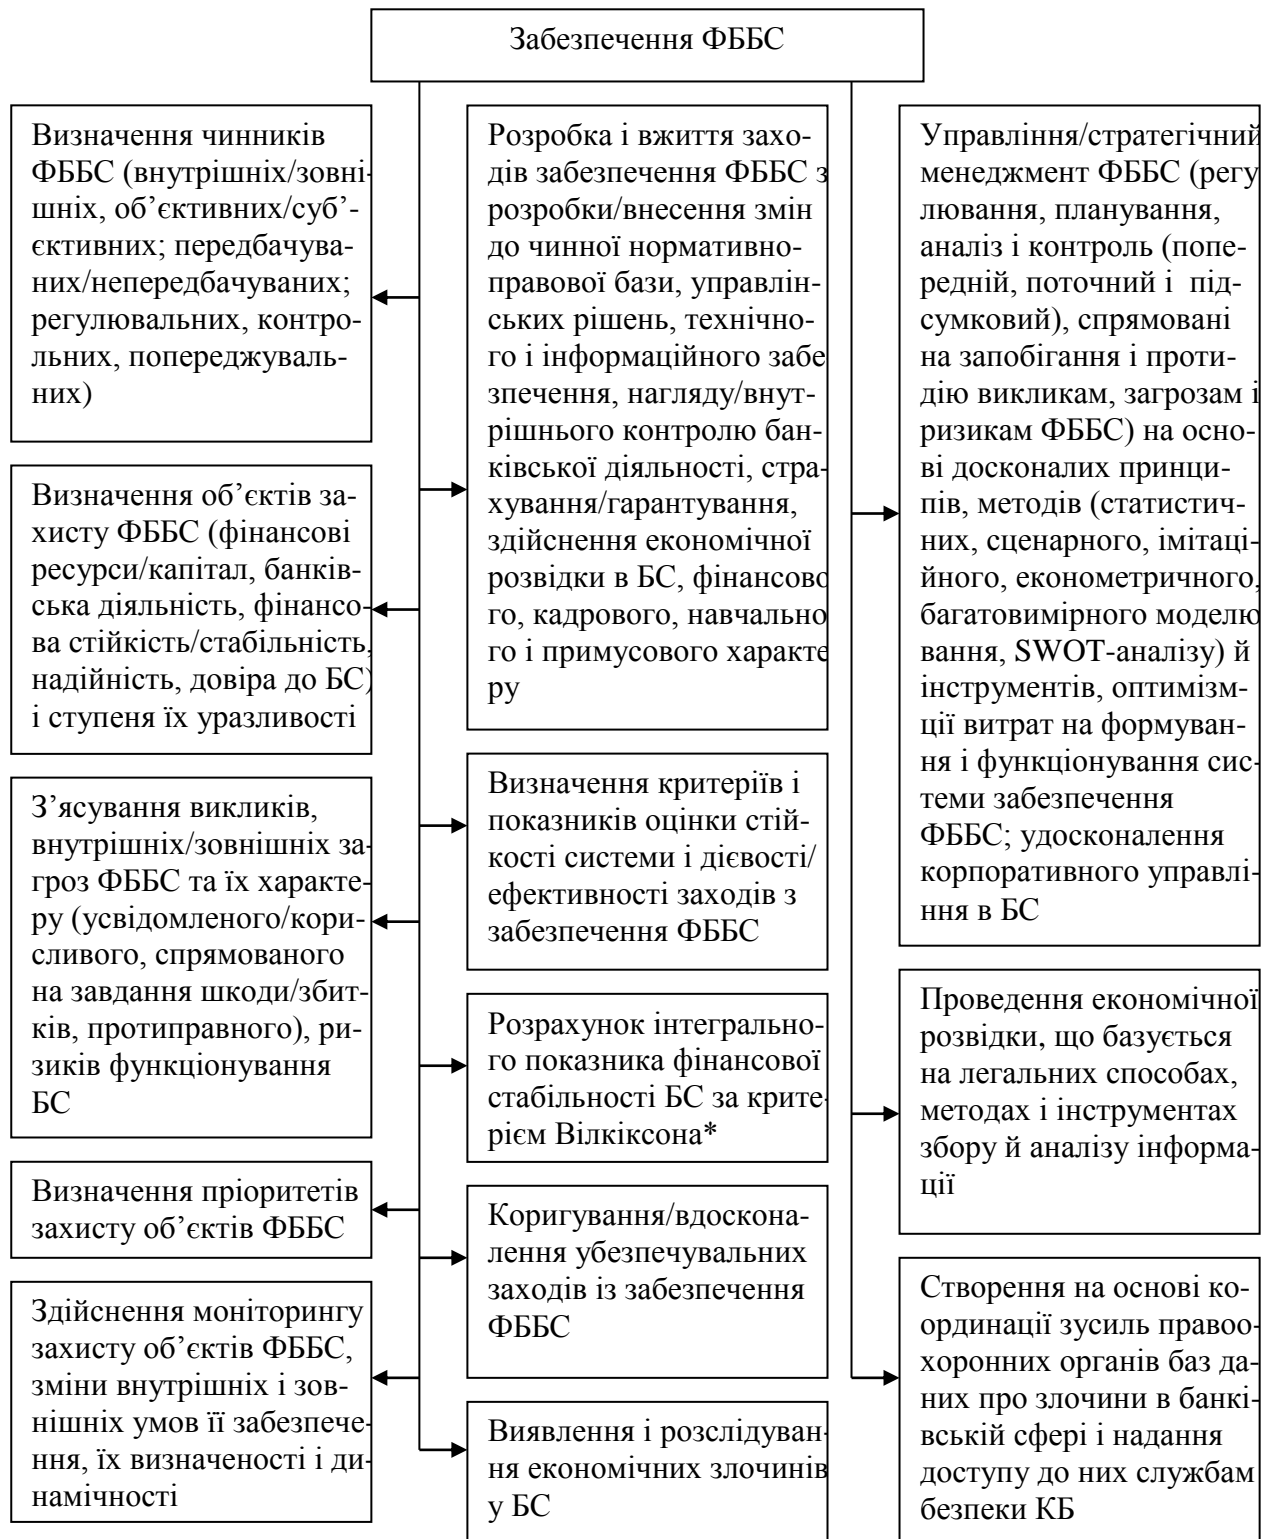 Забезпечення ФББС
Визначення чинників
ФББС (внутрішніх/зовні-
шніх, об’єктивних/суб’-
єктивних; передбачува-
них/непередбачуваних;
регулювальних, контро-
льних, попереджуваль-
них)
Визначення об’єктів за-
хисту ФББС (фінансові
ресурси/капітал, банків-
ська діяльність, фінансо-
ва стійкість/стабільність,
надійність, довіра до БС)
і ступеня їх уразливості
З’ясування викликів,
внутрішніх/зовнішніх за-
гроз ФББС та їх характе-
ру (усвідомленого/кори-
сливого, спрямованого
на завдання шкоди/збит-
ків, протиправного), ри-
зиків функціонування
БС
Визначення пріоритетів
захисту об’єктів ФББС
Здійснення моніторингу
захисту об’єктів ФББС,
зміни внутрішніх і зов-
нішніх умов її забезпече-
ння, їх визначеності і ди-
намічності
Розробка і вжиття захо-
дів забезпечення ФББС з
розробки/внесення змін
до чинної нормативно-
правової бази, управлін-
ських рішень, технічно-
го і інформаційного забе
зпечення, нагляду/внут-
рішнього контролю бан-
ківської діяльності, стра-
хування/гарантування,
здійснення економічної
розвідки в БС, фінансово
го, кадрового, навчально
го і примусового характе
ру
Визначення критеріїв і
показників оцінки стій-
кості системи і дієвості/
ефективності заходів з
забезпечення ФББС
Розрахунок інтегрально-
го показника фінансової
стабільності БС за крите-
рієм Вілкіксона*
Коригування/вдоскона-
лення убезпечувальних
заходів із забезпечення
ФББС
Виявлення і розслідуван-
ня економічних злочинів
у БС
Управління/стратегічний
менеджмент ФББС (регу
лювання, планування,
аналіз і контроль (попе-
редній, поточний і  під-
сумковий), спрямовані
на запобігання і проти-
дію викликам, загрозам і
ризикам ФББС) на осно-
ві досконалих принци-
пів, методів (статистич-
них, сценарного, імітаці-
йного, економетричного,
багатовимірного моделю
вання, SWOT-аналізу) й
інструментів, оптимізм-
ції витрат на формуван-
ня і функціонування сис-
теми забезпечення
ФББС; удосконалення
корпоративного управлі-
ння в БС
Проведення економічної
розвідки, що базується
на легальних способах,
методах і інструментах
збору й аналізу інформа-
ції
Створення на основі ко-
ординації зусиль правоо-
хоронних органів баз да-
них про злочини в банкі-
вській сфері і надання
доступу до них службам
безпеки КБ